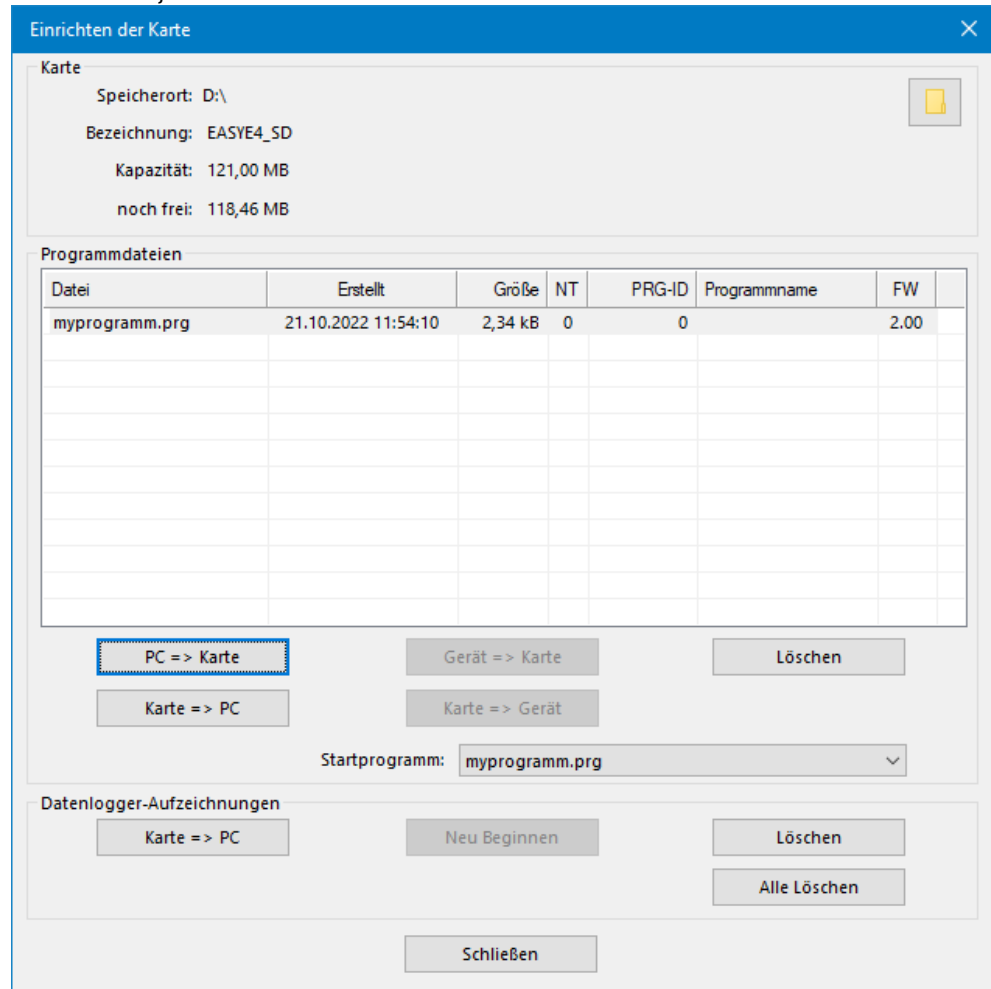 Einrichten der Karte
Karte
Speicherort: D:\
Bezeichnung: EASYE4_SD
Kapazität: 121,00 MB
noch frei: 118,46 MB
Programmdateien
Datei Erstellt Größe NT PRG-ID Programmname FW
myprogramm.prg 21.10.2022 11:54:10 2,34 kB 0 0 2.00
PC => Karte Gerät => Karte Löschen
Karte => PC Karte => Gerät
Startprogramm: myprogramm.prg
Datenlogger-Aufzeichnungen
Karte => PC Neu Beginnen Löschen
Alle Löschen
Schließen